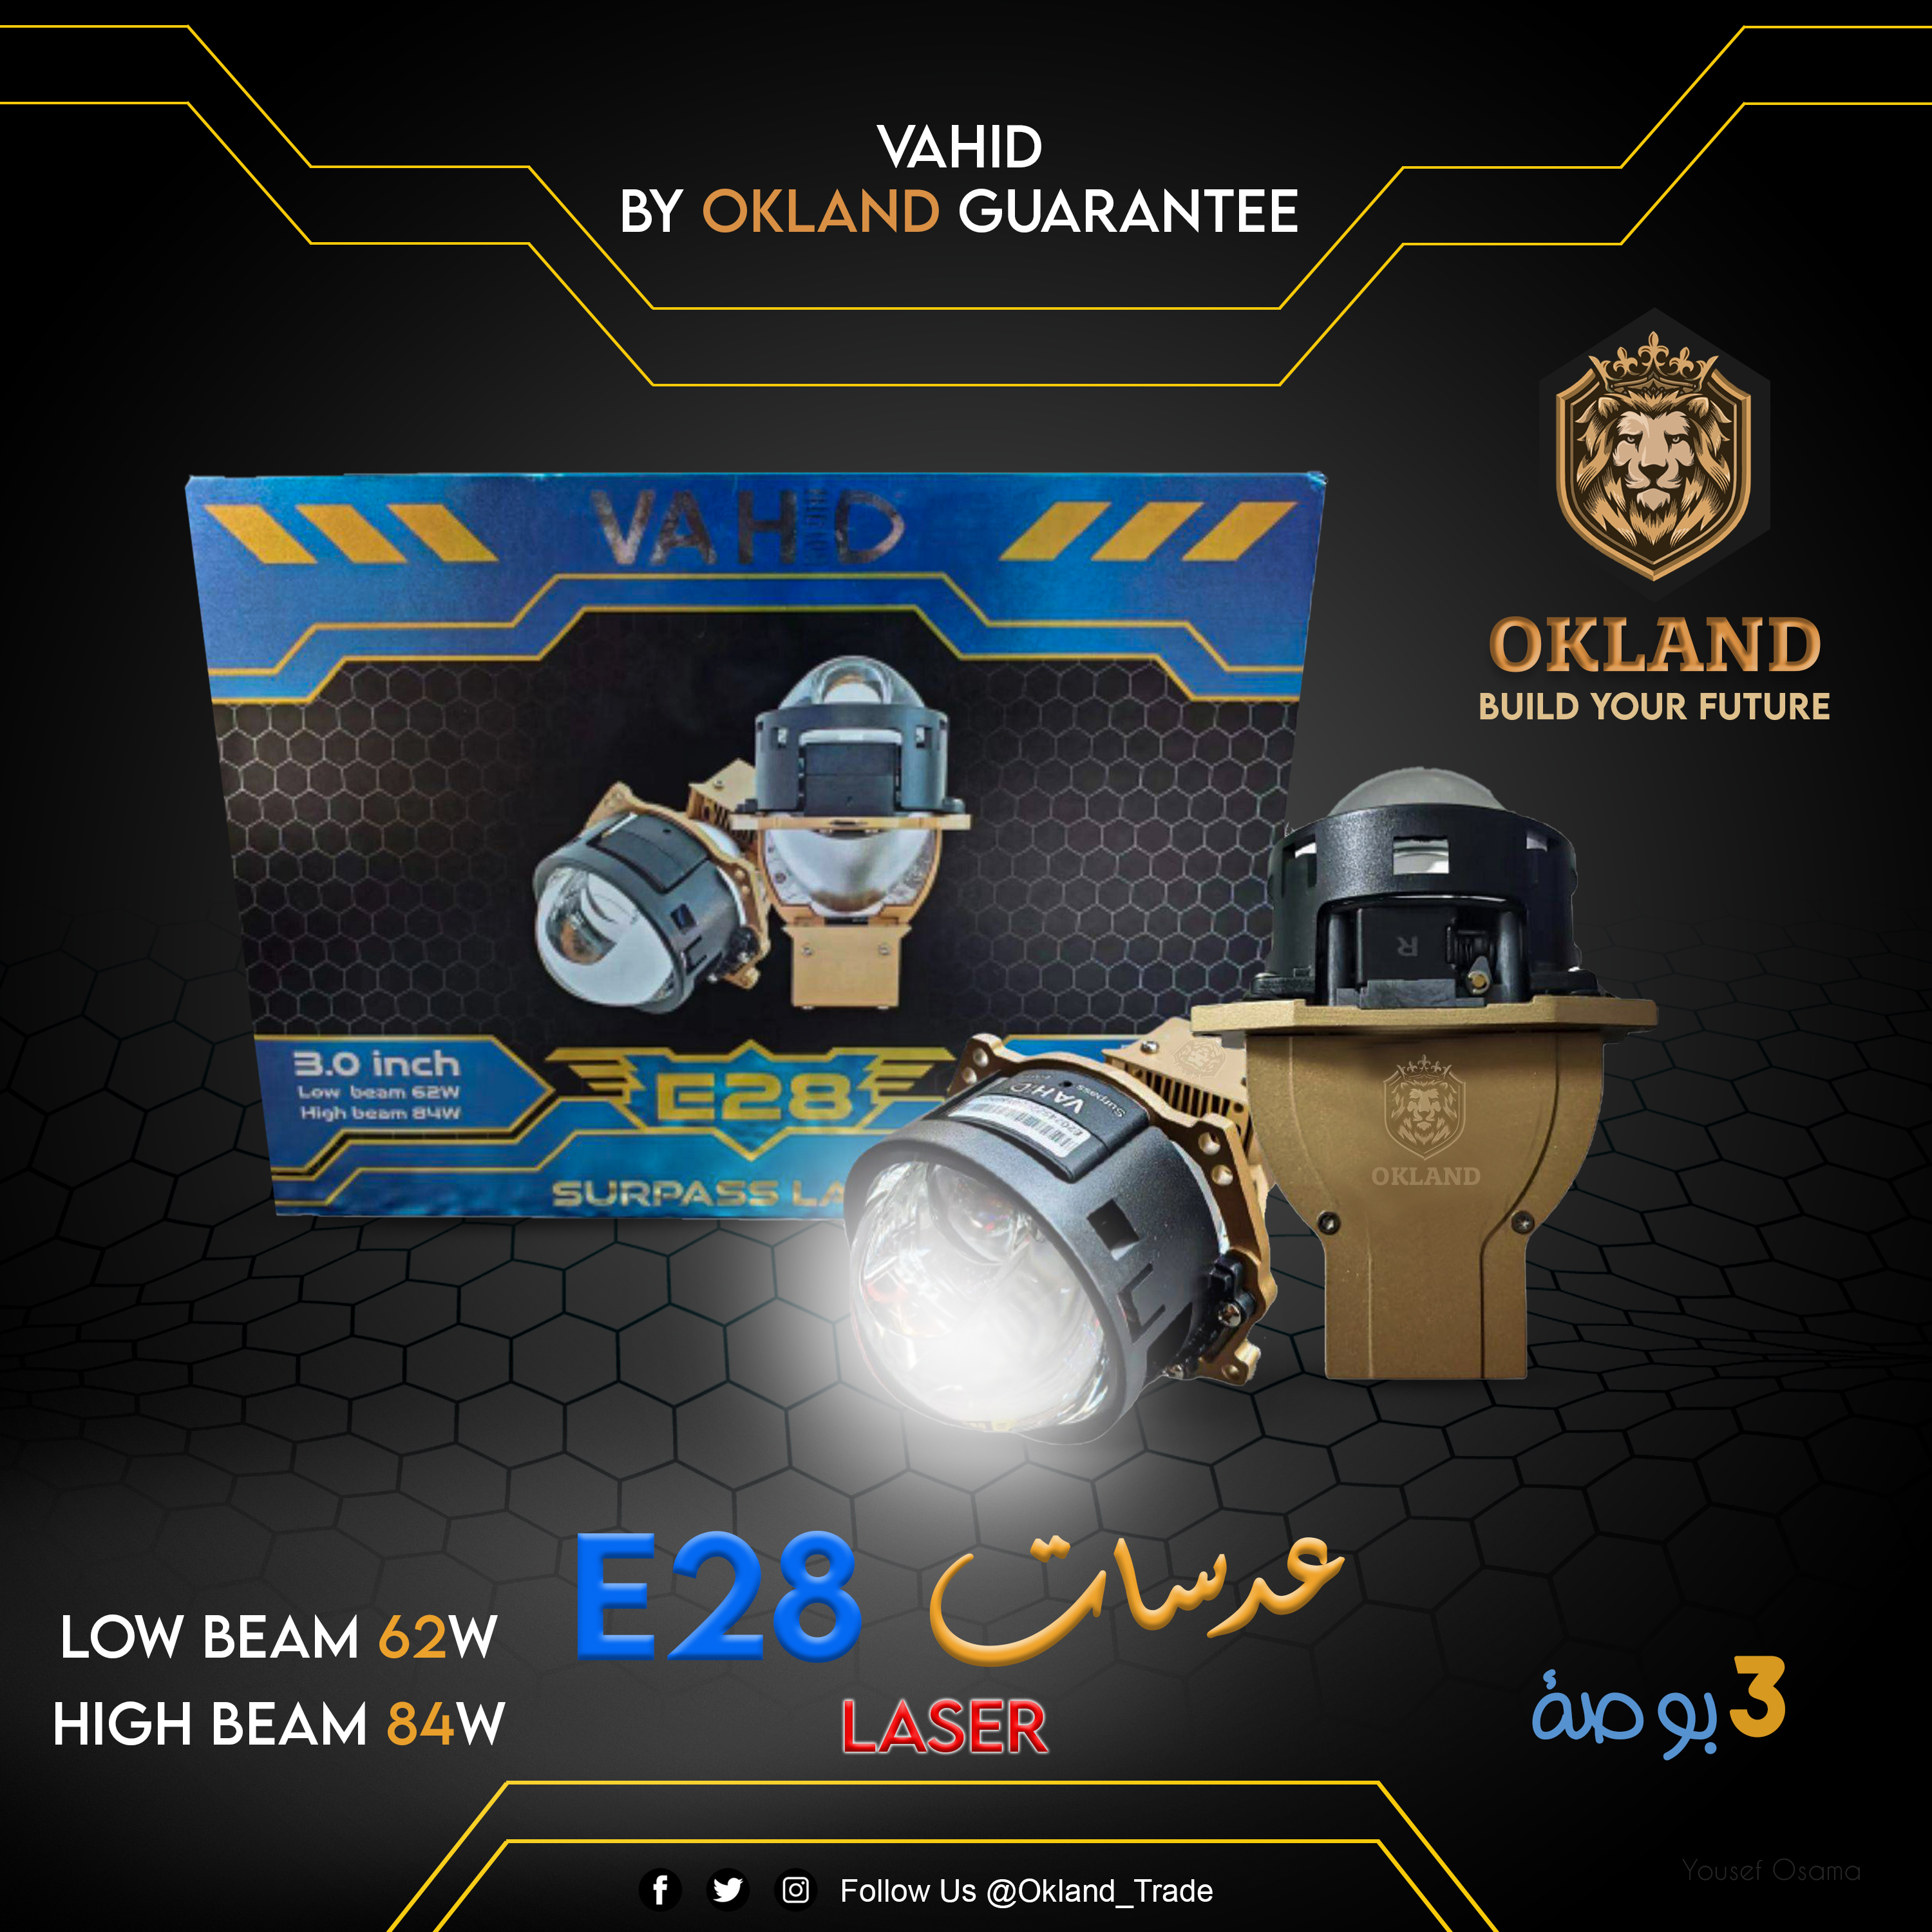 VAHID
BY OKLAND GUARANTEE
OKLAND
BUILD YOUR FUTURE
VAHID
3.0 inch
Low beam 62W
High beam 84W
E28
SURPASS LA
VAHID
Surpass
R
OKLAND
عدسات E28
LASER
LOW BEAM 62W
HIGH BEAM 84W
3 بوصة
Follow Us @Okland_Trade
Yousef Osama